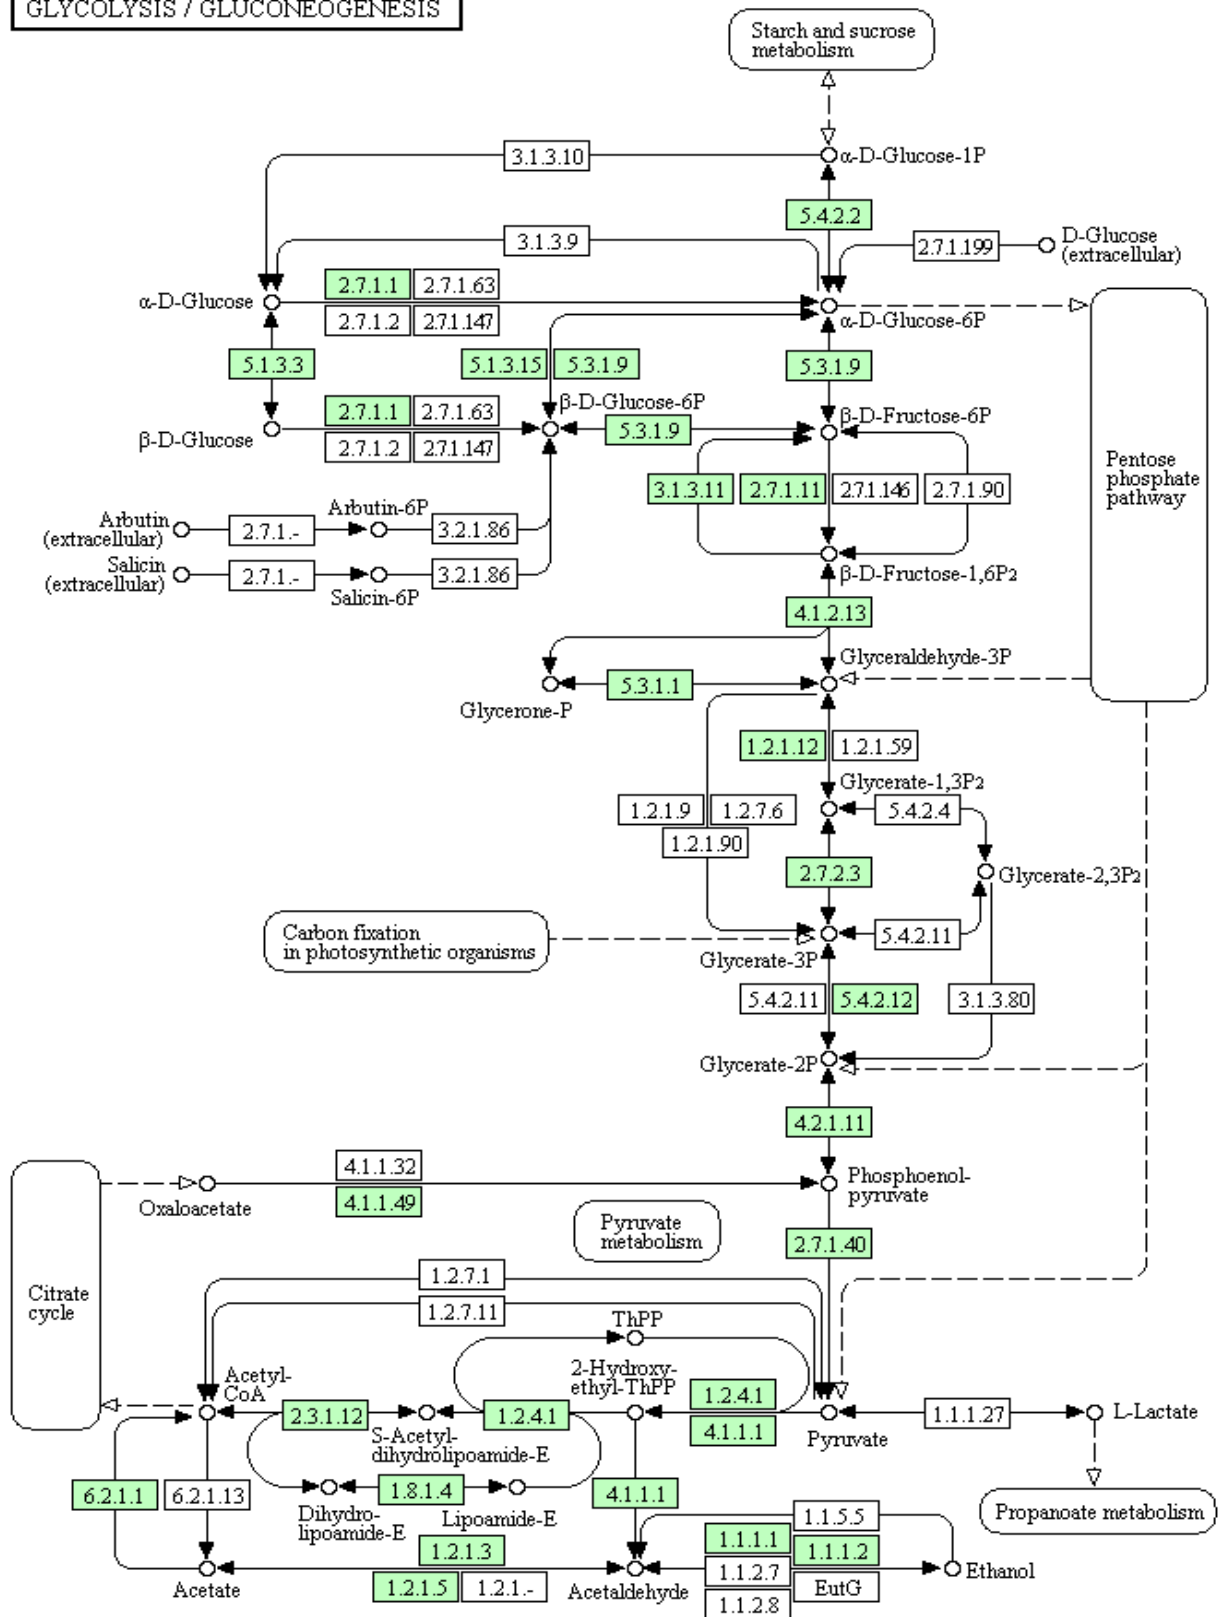 GLYCOLYSIS / GLUCONEOGENESIS
Starch and sucrose
metabolism
3.1.3.10
α-D-Glucose-1P
5.4.2.2
3.1.3.9
2.7.1.199
D-Glucose
(extracellular)
2.7.1.1
2.7.1.63
α-D-Glucose
2.7.1.2
2.7.1.147
α-D-Glucose-6P
5.1.3.3
5.1.3.15
5.3.1.9
5.3.1.9
2.7.1.1
2.7.1.63
β-D-Glucose-6P
β-D-Fructose-6P
β-D-Glucose
2.7.1.2
2.7.1.147
5.3.1.9
Pentose
phosphate
pathway
3.1.3.11
2.7.1.11
2.7.1.146
2.7.1.90
Arbutin
(extracellular)
2.7.1.-
Arbutin-6P
3.2.1.86
Salicin
(extracellular)
2.7.1.-
Salicin-6P
3.2.1.86
β-D-Fructose-1,6P2
4.1.2.13
Glyceraldehyde-3P
5.3.1.1
Glycerone-P
1.2.1.12
1.2.1.59
Glycerate-1,3P2
1.2.1.9
1.2.7.6
5.4.2.4
1.2.1.90
2.7.2.3
Glycerate-2,3P2
Carbon fixation
in photosynthetic organisms
5.4.2.11
Glycerate-3P
5.4.2.11
5.4.2.12
3.1.3.80
Glycerate-2P
4.2.1.11
4.1.1.32
Oxaloacetate
4.1.1.49
Phosphoenol-
pyruvate
Pyruvate
metabolism
2.7.1.40
Citrate
cycle
1.2.7.1
1.2.7.11
ThPP
Acetyl-
CoA
2-Hydroxy-
ethyl-ThPP
1.2.4.1
2.3.1.12
1.2.4.1
4.1.1.1
Pyruvate
1.1.1.27
L-Lactate
S-Acetyl-
dihydrolipoamide-E
6.2.1.1
6.2.1.13
1.8.1.4
4.1.1.1
Dihydro-
lipoamide-E
Lipoamide-E
Propanoate metabolism
1.1.5.5
1.2.1.3
1.1.1.1
1.1.1.2
Acetate
1.2.1.5
1.2.1.-
Acetaldehyde
1.1.2.7
EutG
Ethanol
1.1.2.8